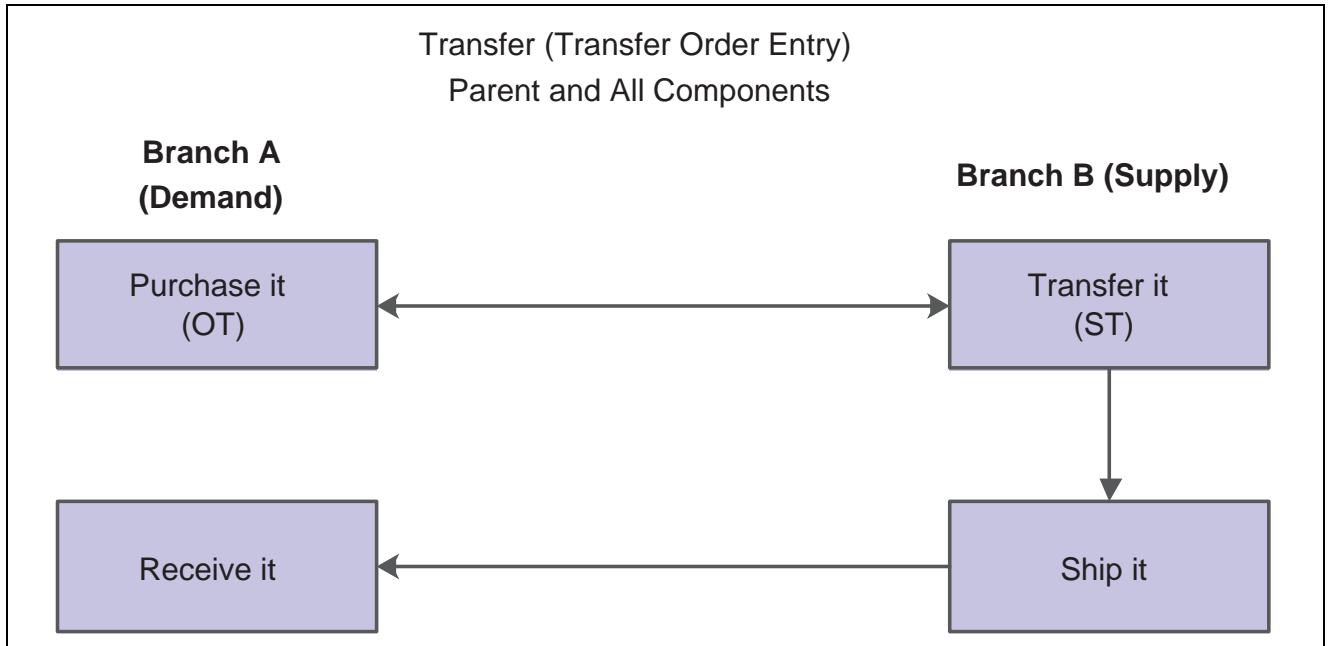 Transfer (Transfer Order Entry)
Parent and All Components
Branch A
(Demand)
Branch B (Supply)
Purchase it
(OT)
Transfer it
(ST)
Receive it
Ship it